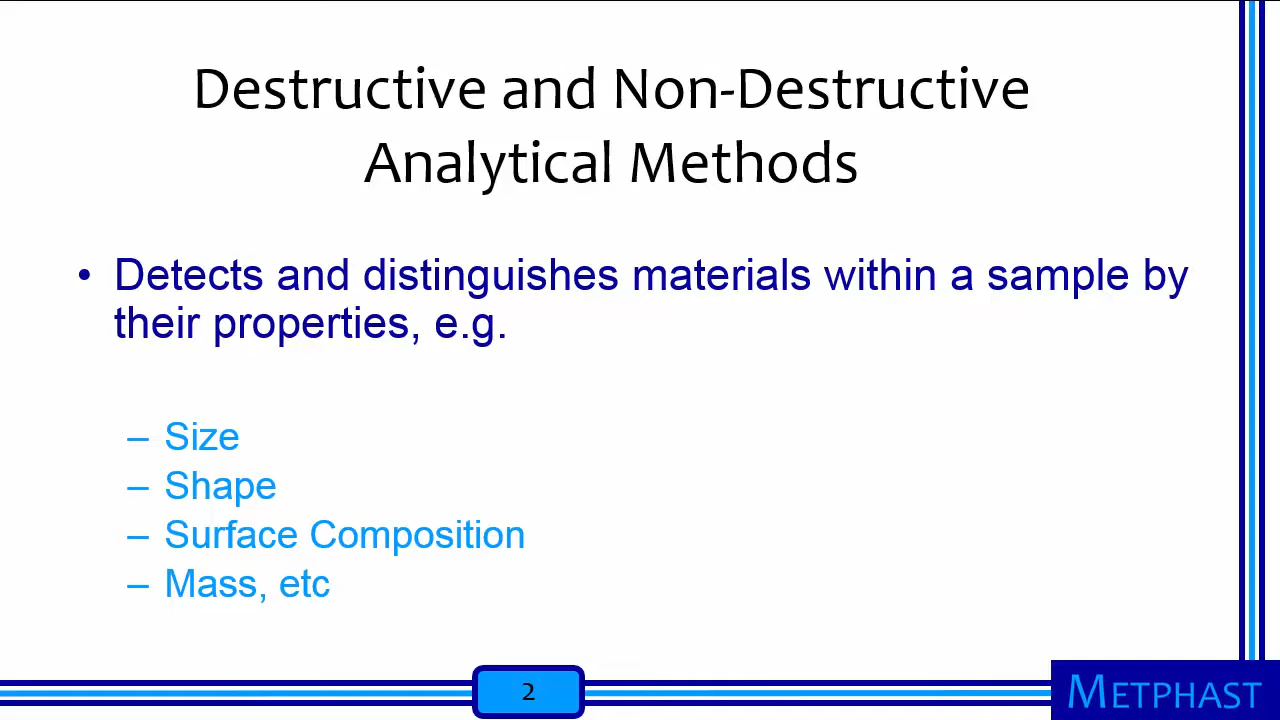 Destructive and Non-Destructive
Analytical Methods
• Detects and distinguishes materials within a sample by
their properties, e.g.
– Size
– Shape
– Surface Composition
– Mass, etc
2
METPHAST